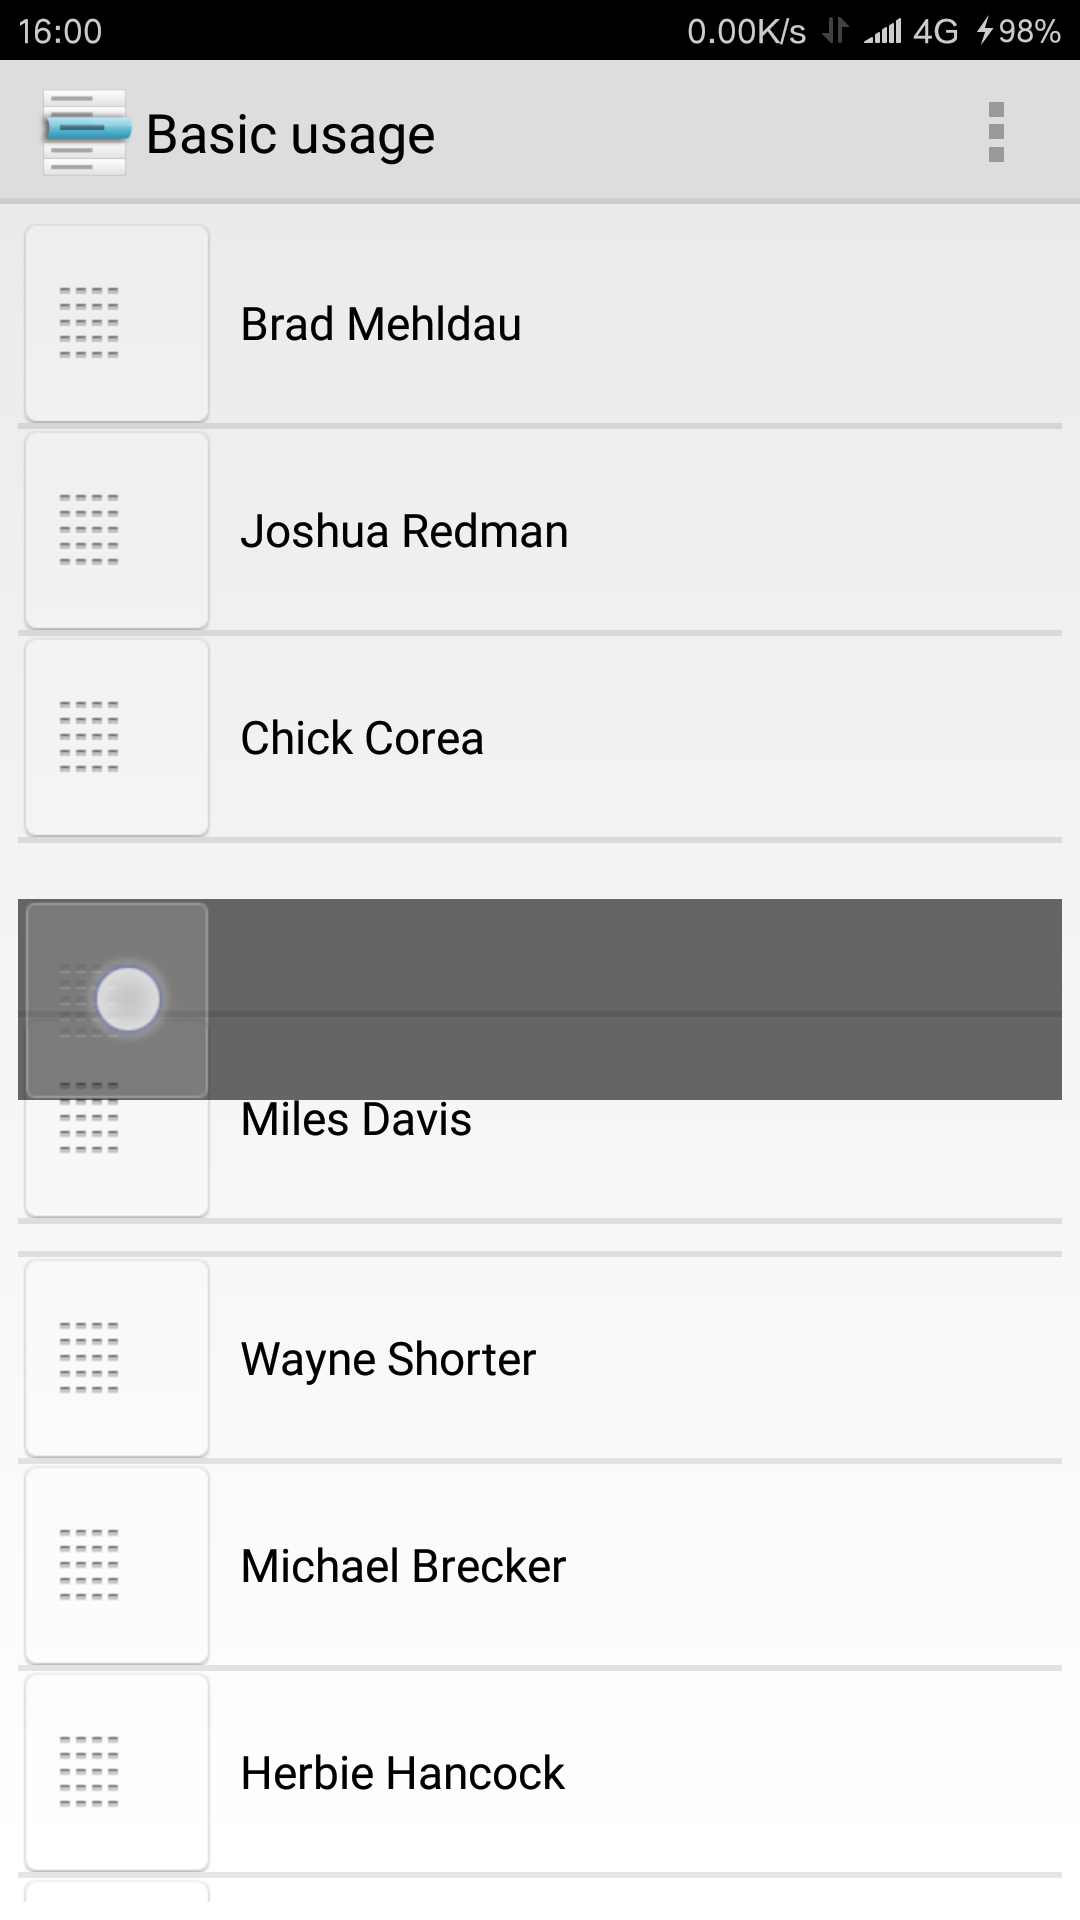 16:00 0.00K/s 4G 98%
Basic usage
Brad Mehldau
Joshua Redman
Chick Corea
Miles Davis
Wayne Shorter
Michael Brecker
Herbie Hancock